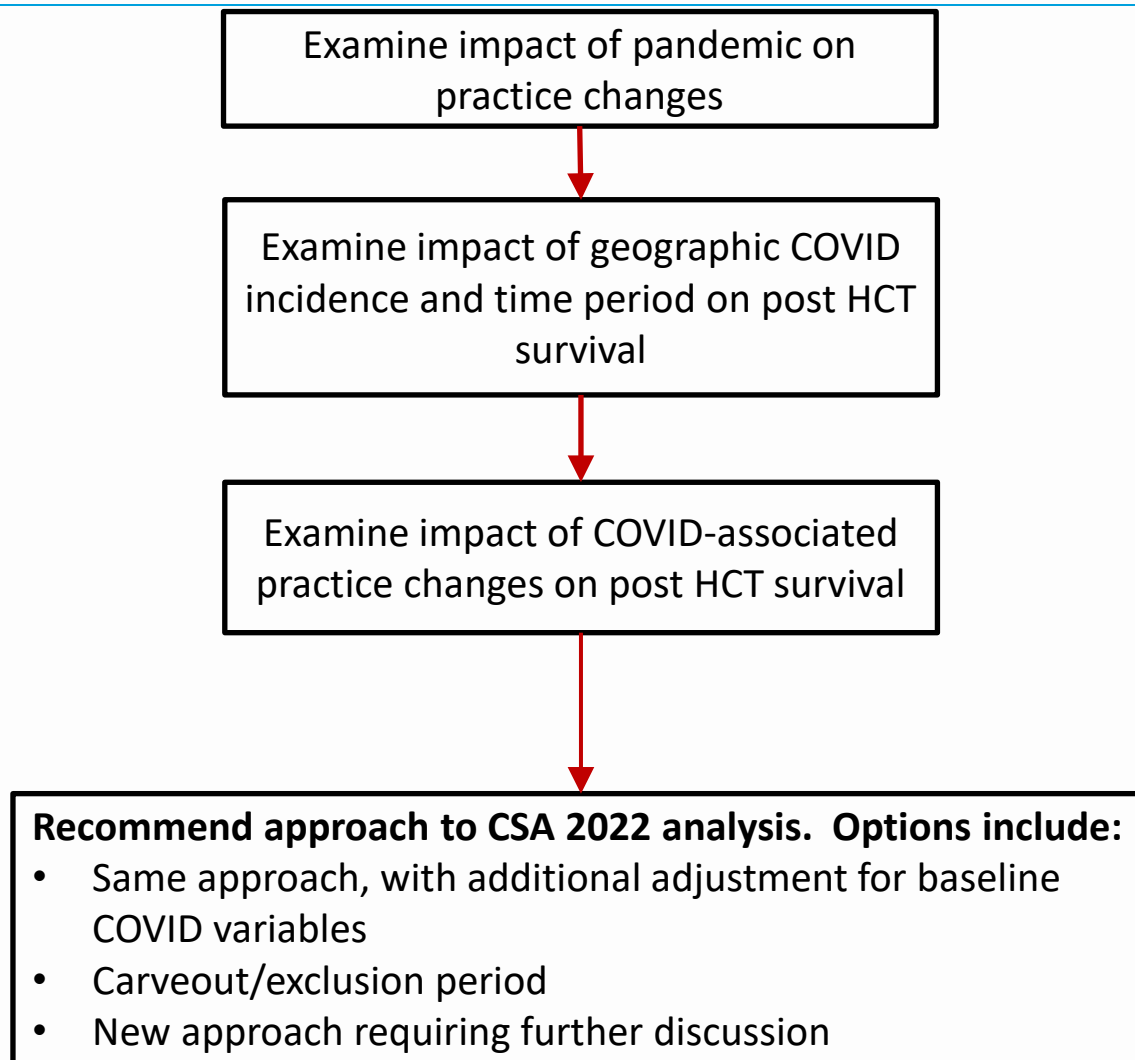 Examine impact of pandemic on
practice changes
Examine impact of geographic COVID
incidence and time period on post HCT
survival
Examine impact of COVID-associated
practice changes on post HCT survival
Recommend approach to CSA 2022 analysis.  Options include:
• Same approach, with additional adjustment for baseline
COVID variables
• Carveout/exclusion period
• New approach requiring further discussion